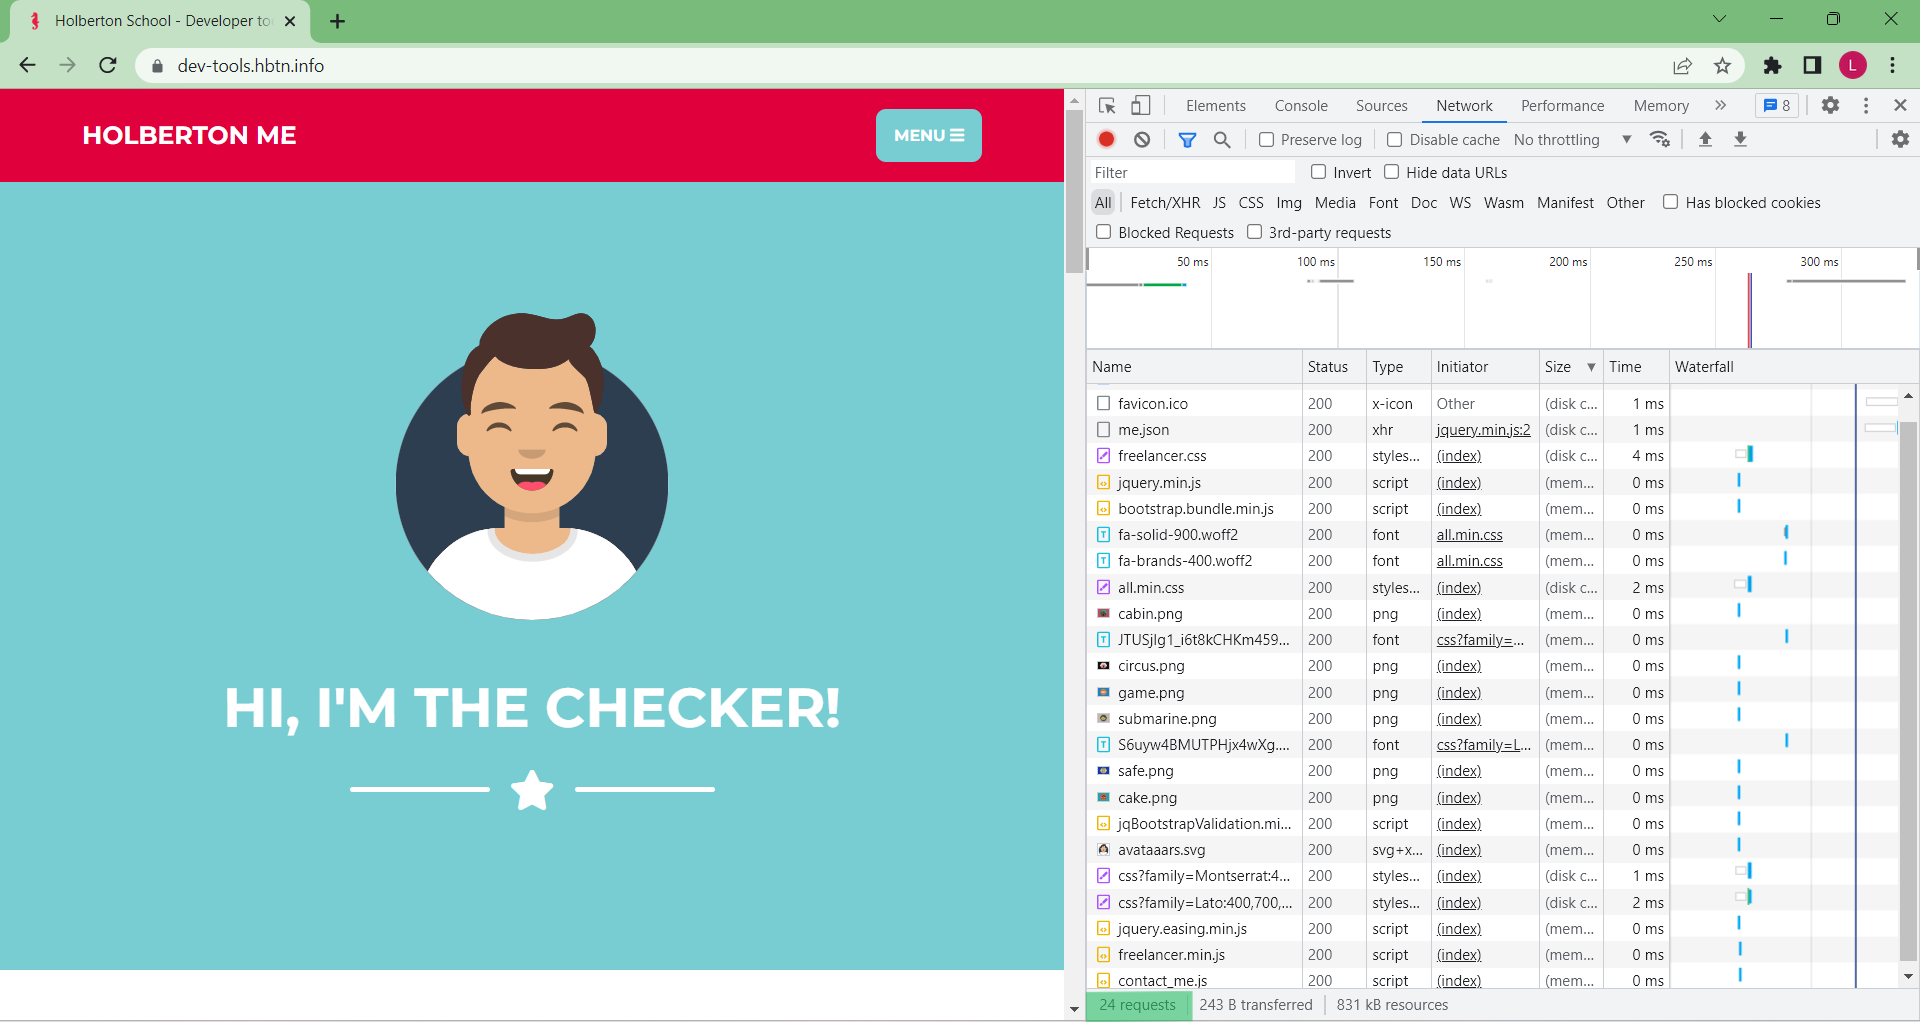 Holberton School - Developer to
dev-tools.hbtn.info
L
HOLBERTON ME
MENU
HI, I'M THE CHECKER!
Elements Console Sources Network Performance Memory 8
Preserve log Disable cache No throttling
Filter Invert Hide data URLs
All Fetch/XHR JS CSS Img Media Font Doc WS Wasm Manifest Other Has blocked cookies
Blocked Requests 3rd-party requests
50 ms 100 ms 150 ms 200 ms 250 ms 300 ms
Name Status Type Initiator Size Time Waterfall
favicon.ico 200 x-icon Other (disk c... 1 ms
me.json 200 xhr jquery.min.js:2 (disk c... 1 ms
freelancer.css 200 styles... (index) (disk c... 4 ms
jquery.min.js 200 script (index) (mem... 0 ms
bootstrap.bundle.min.js 200 script (index) (mem... 0 ms
fa-solid-900.woff2 200 font all.min.css (mem... 0 ms
fa-brands-400.woff2 200 font all.min.css (mem... 0 ms
all.min.css 200 styles... (index) (disk c... 2 ms
cabin.png 200 png (index) (mem... 0 ms
JTUSjIg1_i6t8kCHKm459... 200 font css?family=... (mem... 0 ms
circus.png 200 png (index) (mem... 0 ms
game.png 200 png (index) (mem... 0 ms
submarine.png 200 png (index) (mem... 0 ms
S6uyw4BMUTPHjx4wXg.... 200 font css?family=L... (mem... 0 ms
safe.png 200 png (index) (mem... 0 ms
cake.png 200 png (index) (mem... 0 ms
jqBootstrapValidation.mi... 200 script (index) (mem... 0 ms
avataaars.svg 200 svg+x... (index) (mem... 0 ms
css?family=Montserrat:4... 200 styles... (index) (disk c... 1 ms
css?family=Lato:400,700,... 200 styles... (index) (disk c... 2 ms
jquery.easing.min.js 200 script (index) (mem... 0 ms
freelancer.min.js 200 script (index) (mem... 0 ms
contact_me.js 200 script (index) (mem... 0 ms
24 requests 243 B transferred 831 kB resources